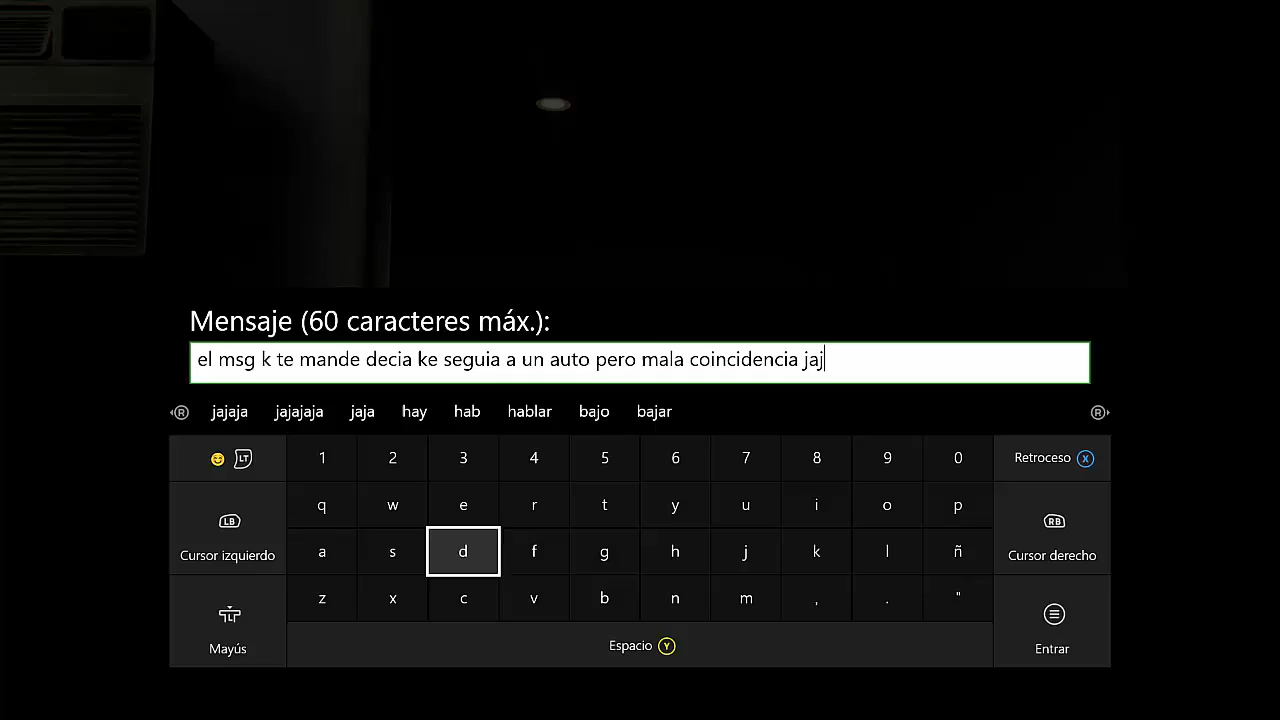 Mensaje (60 caracteres máx.):
el msg k te mande decia ke seguia a un auto pero mala coincidencia jaj
R jajaja jajajaja jaja hay hab hablar bajo bajar R
LT 1 2 3 4 5 6 7 8 9 0 Retroceso X
q w e r t y u i o p
LB RB
Cursor izquierdo a s d f g h j k l ñ Cursor derecho
z x c v b n m , . "
LT
Mayús Espacio Y Entrar